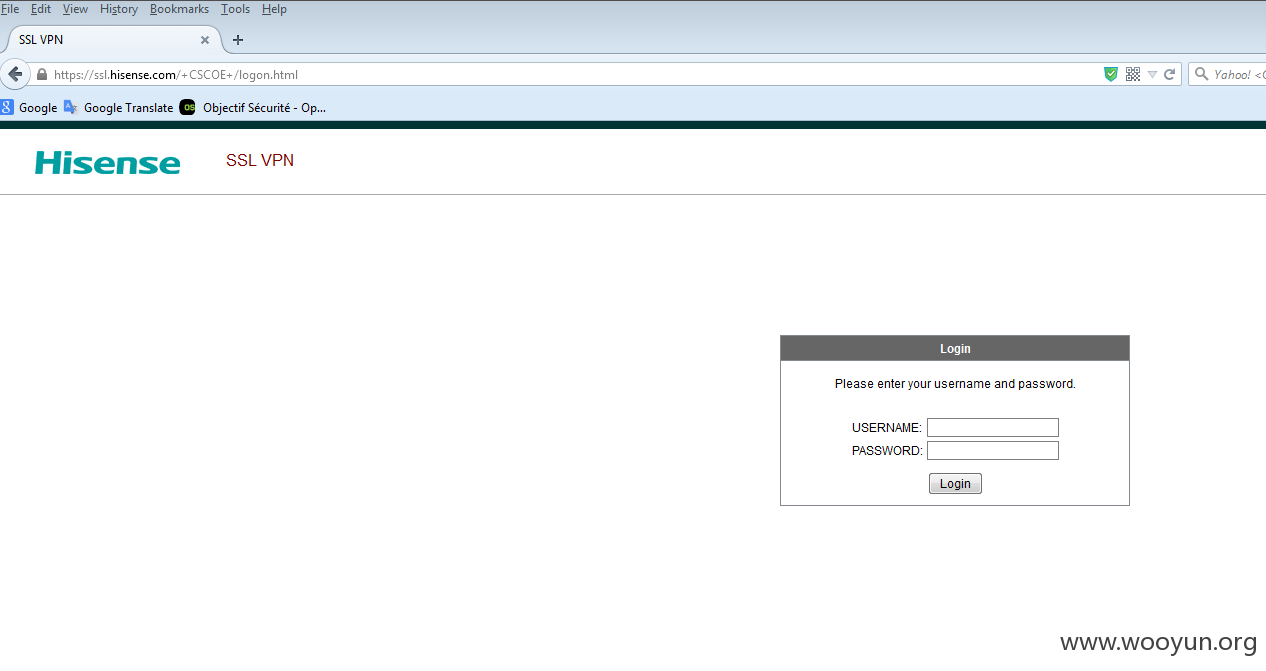 File Edit View History Bookmarks Tools Help
SSL VPN
https://ssl.hisense.com/+CSCOE+/logon.html
Yahoo! <
Google Google Translate OS Objectif Sécurité - Op...
Hisense SSL VPN
Login
Please enter your username and password.
USERNAME:
PASSWORD:
Login
www.wooyun.org